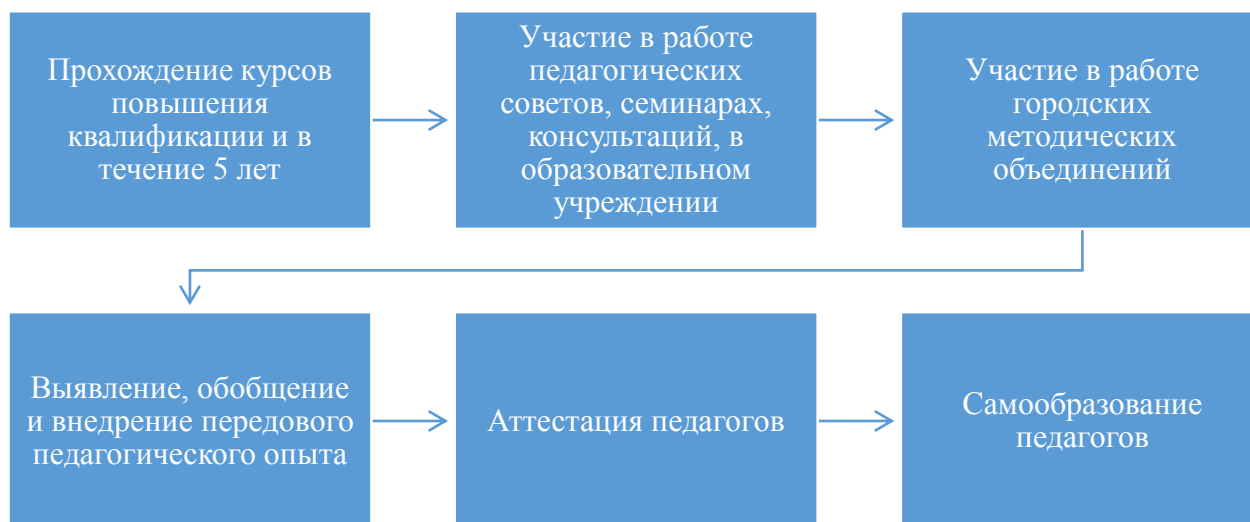 Прохождение курсов
повышения
квалификации и в
течение 5 лет
Участие в работе
педагогических
советов, семинарах,
консультаций, в
образовательном
учреждении
Участие в работе
городских
методических
объединений
Выявление, обобщение
и внедрение передового
педагогического опыта
Аттестация педагогов
Самообразование
педагогов